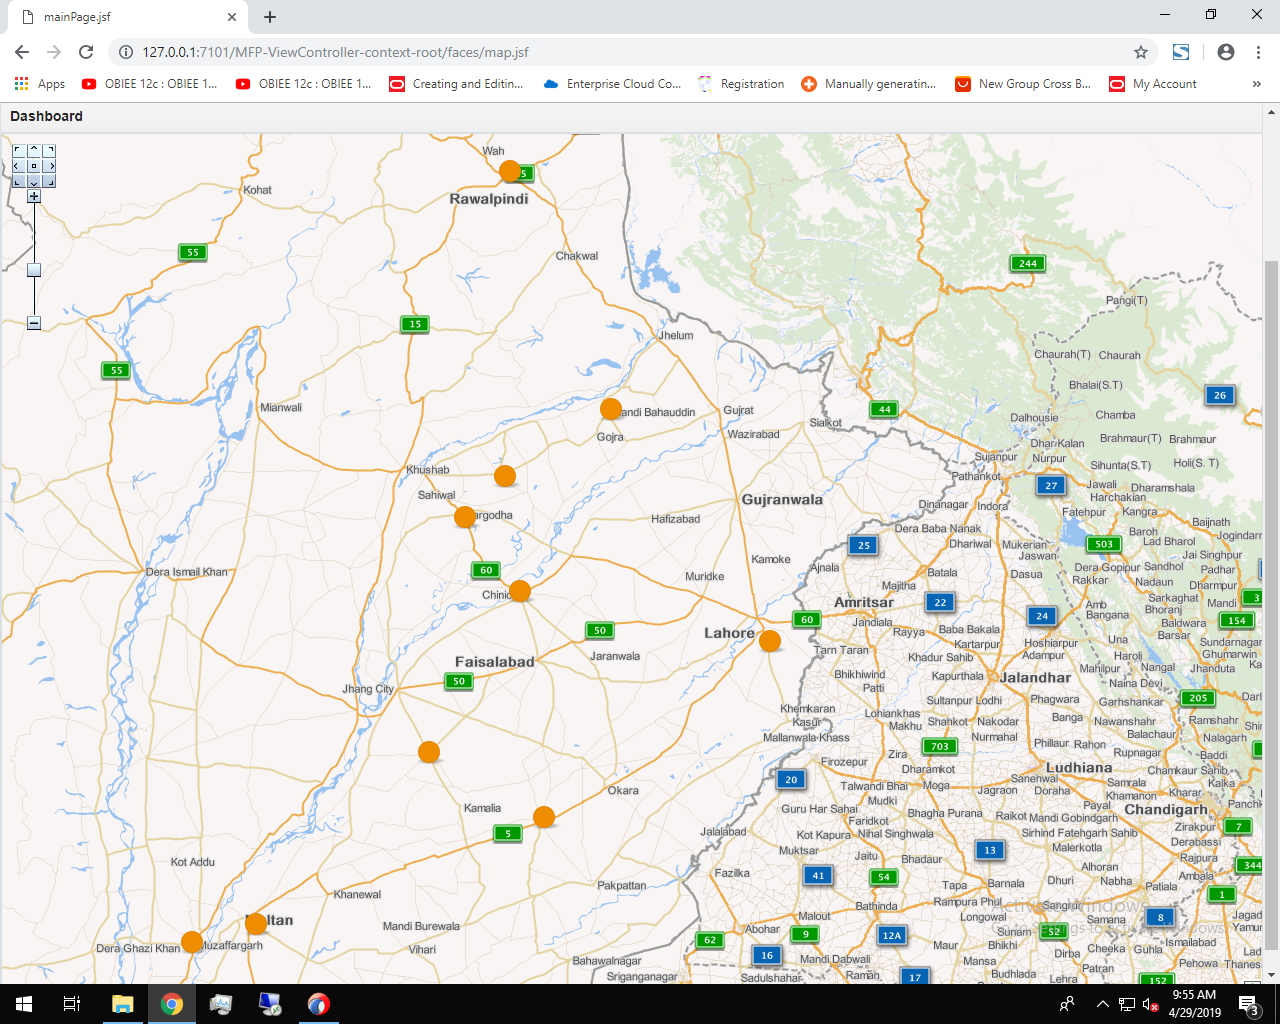 mainPage.jsf
127.0.0.1:7101/MFP-ViewController-context-root/faces/map.jsf
Apps OBIEE 12c : OBIEE 1... OBIEE 12c : OBIEE 1... Creating and Editin... Enterprise Cloud Co... Registration Manually generatin... New Group Cross B... My Account »
Dashboard
Wah
5
Rawalpindi
Kohat
55
Chakwal
244
Pangi(T)
15
Jhelum
Chaurah(T) Chaurah
55
Bhalai(S.T)
26
Mianwali
andi Bahauddin
Gujrat
44
Sialkot
Dalhousie
Chamba
Gojra
Wazirabad
Dhar Kalan
Brahmaur(T) Brahmaur
Khushab
Sujanpur
Nurpur
Sihunta(S.T)
Holi(S. T)
Pathankot
27
Jawali
Dharamshala
Sahiwal
Gujranwala
Harchakian
Dinanagar
Indora
Fatehpur
Kangra
argodha
Hafizabad
Dera Baba Nanak
Baijnath
Baroh
Jogindarn
25
Dhariwal
Mukerian
503
Lad Bharol
Jaswan
Jai Singhpur
Kamoke
Ajnala
Batala
Dasua
Dera Gopipur
Sandhol
Padhar
Dera Ismail Khan
60
Muridke
Majitha
Rakkar
Nadaun
Dharmpur
Chinio
Amritsar
22
24
Amb
Sarkaghat
Mandi
3
Bangana
Bhoranj
60
Jandiala
154
50
Lahore
Rayya
Baba Bakala
Hoshiarpur
Una
Baldwara
Barsar
Sundarnagar
Tarn Taran
Kartarpur
Adampur
Haroli
Ghumarwin
Faisalabad
Jaranwala
Khadur Sahib
Mahilpur
Nangal
Jhanduta
Bhikhiwind
Kapurthala
Jalandhar
Naina Devi
50
Patti
Jhang City
Sultanpur Lodhi
Phagwara
Garhshankar
205
Darl
Khemkaran
Lohiankhas
Banga
Kasur
Makhu
Shahkot
Nakodar
Nawanshahr
Ramshahr
Shin
Mallanwala-Khass
Nurmahal
Balachaur
Nalagarh
703
Phillaur
Rahon
Rupnagar
Baddi
Firozepur
Zira
Dharamkot
Ludhiana
Chamkaur Sahib
20
Sanehwal
Samrala
Kalka
Okara
Talwandi Bhai
Moga
Jagraon
Doraha
Khamanon
Kharar
Panchk
Kamalia
Mudki
Payal
Chandigarh
Guru Har Sahai
Bhagha Purana
Raikot
Mandi Gobindgarh
Faridkot
Zirakpur
7
5
Jalalabad
Kot Kapura
Nihal Singhwala
Sirhind Fatehgarh Sahib
Derabassi
Malerkotla
Muktsar
Jaitu
13
Rajpura
Kot Addu
Bhadaur
Alhoran
344
Fazilka
41
54
Dhuri
Nabha
Ambala
Pakpattan
Tapa
Barnala
Patiala
1
Khanewal
Rampura Phul
Bathinda
Sangrur
Malout
Longowal
Samana
8
Jagad
ltan
Mandi Burewala
Abohar
9
12A
Sunam
52
Yamur
62
Maur
Bhikhi
Cheeka
Guhla
Ismailabad
Dera Ghazi Khan
Muzaffargarh
Vihari
16
Mandi Dabwali
Mansa
Dirba
Lad
Bahawalnagar
Patran
Pehowa
Thanes
Sriganganagar
Sadulshahar
Raman
17
Budhlada
Lehra
152
9:55 AM
4/29/2019
3